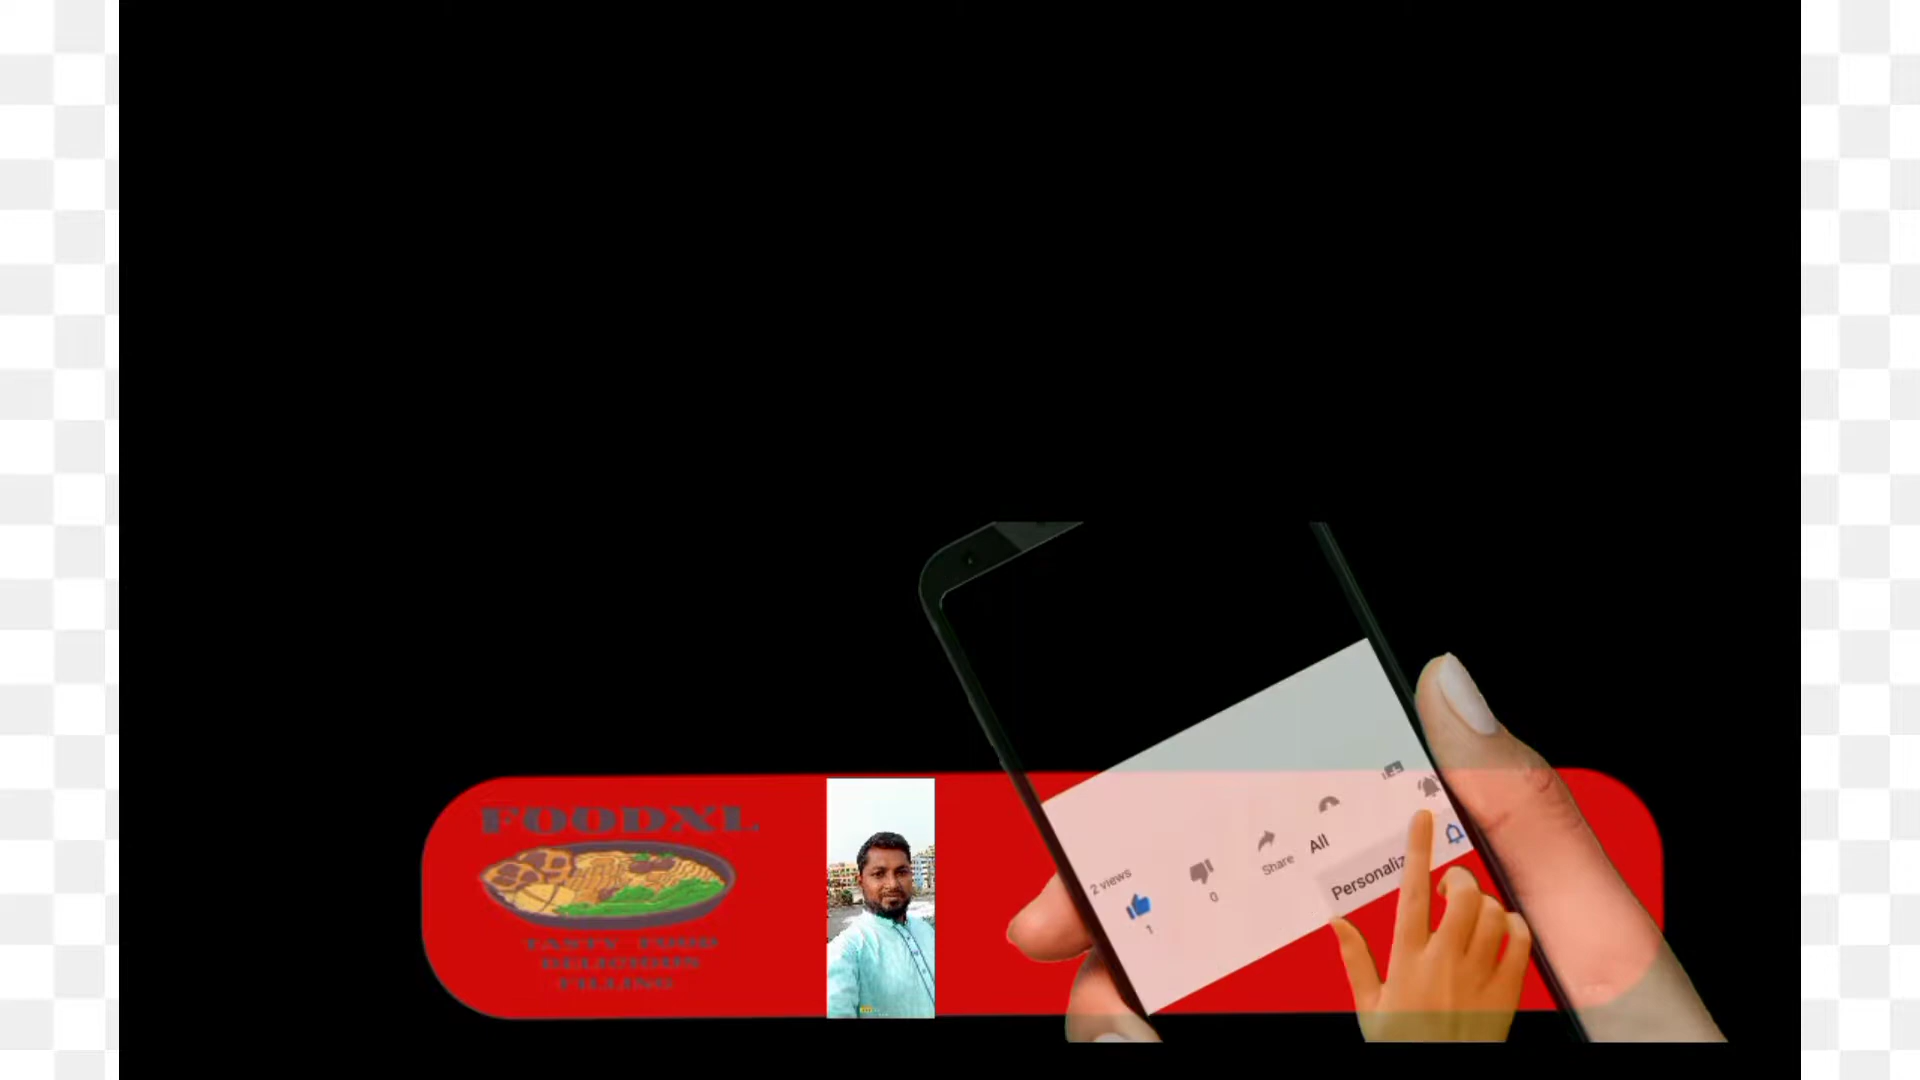 FOODXL
TASTY FOOD
DELICIOUS
FILLING
2 views
1
0
Share
All
Personaliz